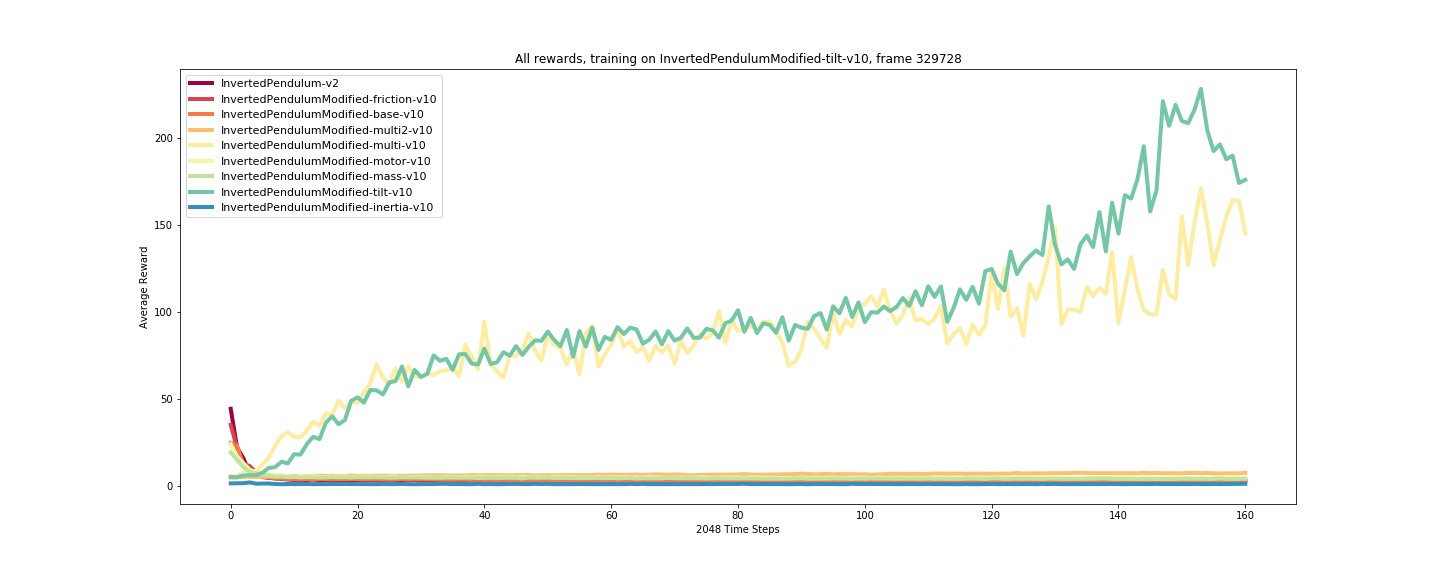 All rewards, training on InvertedPendulumModified-tilt-v10, frame 329728
InvertedPendulum-v2
InvertedPendulumModified-friction-v10
InvertedPendulumModified-base-v10
InvertedPendulumModified-multi2-v10
InvertedPendulumModified-multi-v10
InvertedPendulumModified-motor-v10
InvertedPendulumModified-mass-v10
InvertedPendulumModified-tilt-v10
InvertedPendulumModified-inertia-v10
200
150
100
50
0
Average Reward
0 20 40 60 80 100 120 140 160
2048 Time Steps